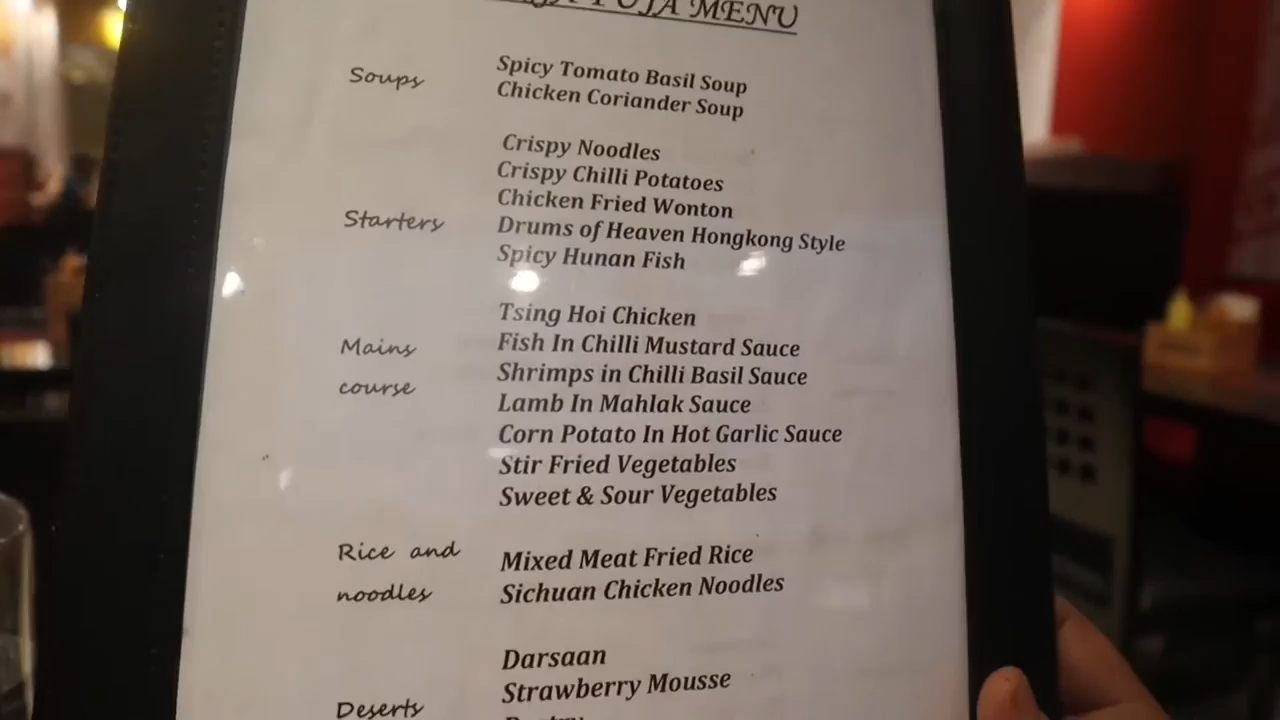 PUJA MENU
Soups
Spicy Tomato Basil Soup
Chicken Coriander Soup
Starters
Crispy Noodles
Crispy Chilli Potatoes
Chicken Fried Wonton
Drums of Heaven Hongkong Style
Spicy Hunan Fish
Mains
course
Tsing Hoi Chicken
Fish In Chilli Mustard Sauce
Shrimps in Chilli Basil Sauce
Lamb In Mahlak Sauce
Corn Potato In Hot Garlic Sauce
Stir Fried Vegetables
Sweet & Sour Vegetables
Rice and
noodles
Mixed Meat Fried Rice
Sichuan Chicken Noodles
Deserts
Darsaan
Strawberry Mousse